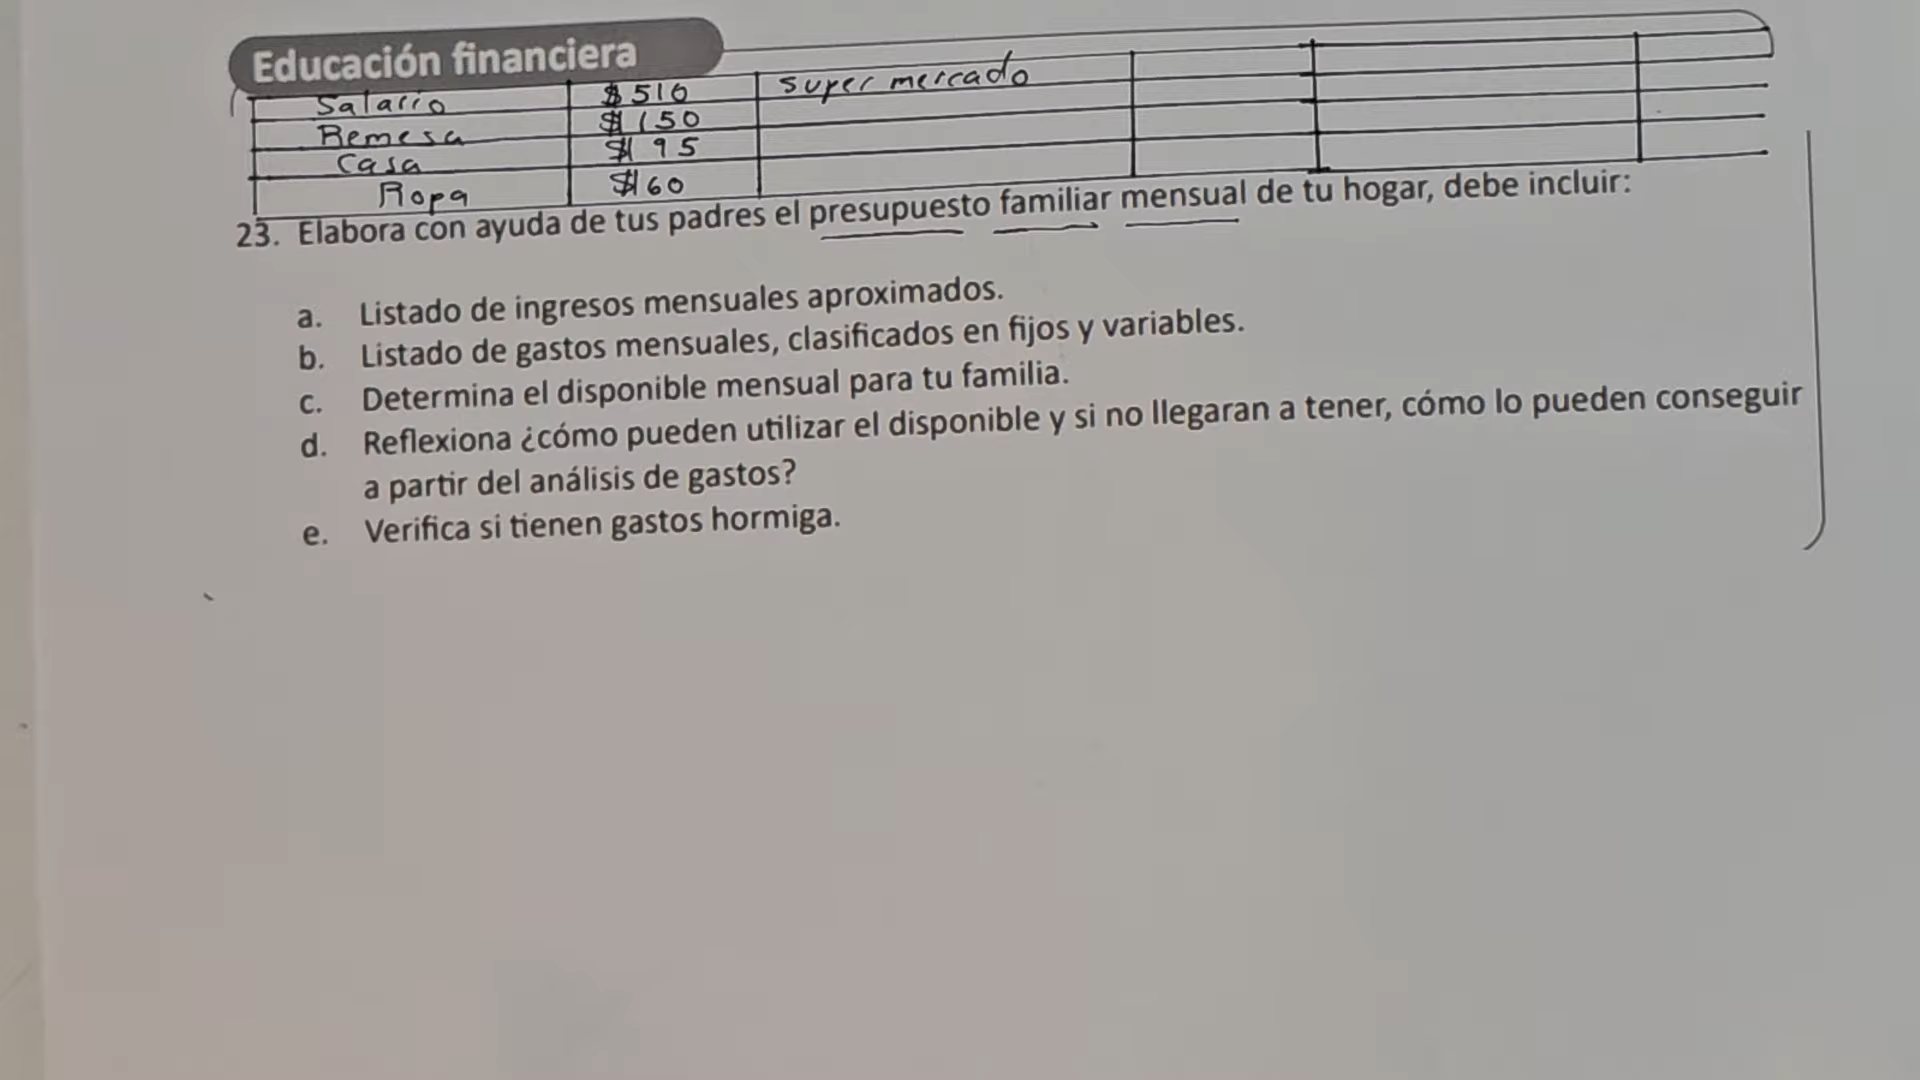 Educación financiera
Salario $510 super mercado
Remesa $150
Casa $95
Ropa $60
23. Elabora con ayuda de tus padres el presupuesto familiar mensual de tu hogar, debe incluir:
a. Listado de ingresos mensuales aproximados.
b. Listado de gastos mensuales, clasificados en fijos y variables.
c. Determina el disponible mensual para tu familia.
d. Reflexiona ¿cómo pueden utilizar el disponible y si no llegaran a tener, cómo lo pueden conseguir
a partir del análisis de gastos?
e. Verifica si tienen gastos hormiga.